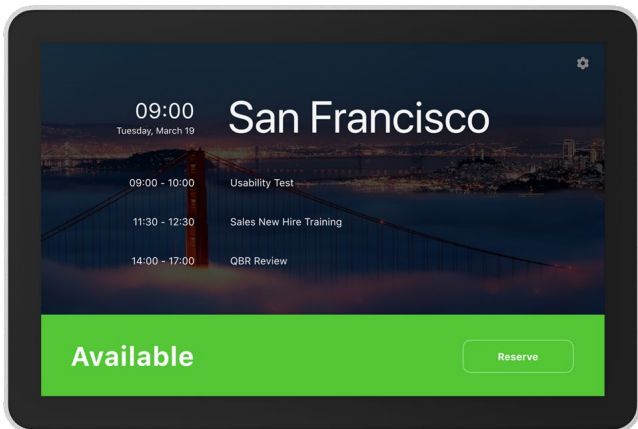 09:00 San Francisco
Tuesday, March 19
09:00 - 10:00 Usability Test
11:30 - 12:30 Sales New Hire Training
14:00 - 17:00 QBR Review
Available Reserve